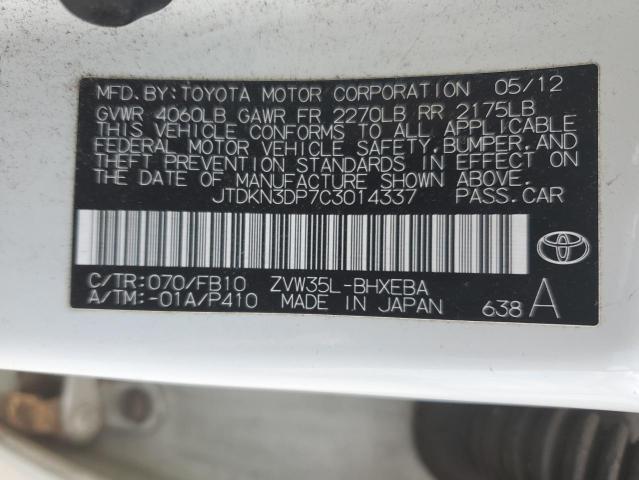 MFD.BY: TOYOTA MOTOR CORPORATION 05/12
GVWR 4060LB GAWR FR 2270LB RR 2175LB
THIS VEHICLE CONFORMS TO ALL APPLICABLE
FEDERAL MOTOR VEHICLE SAFETY, BUMPER, AND
THEFT PREVENTION STANDARDS IN EFFECT ON
THE DATE OF MANUFACTURE SHOWN ABOVE.
JTDKN3DP7C3014337 PASS.CAR
C/TR:070/FB10 ZVW35L-BHXEBA
A/TM:-01A/P410 MADE IN JAPAN 638 A